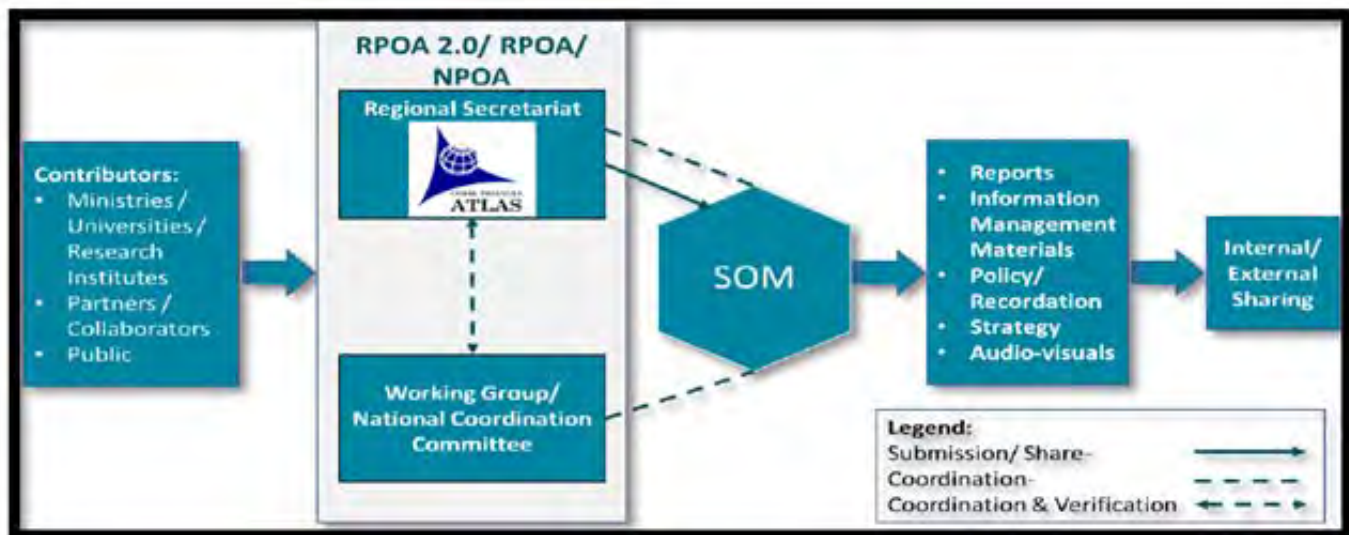 RPOA 2.0/ RPOA/
NPOA
Regional Secretariat
CORAL TRIANGLE
ATLAS
Contributors:
• Ministries /
Universities /
Research
Institutes
• Partners /
Collaborators
• Public
Working Group/
National Coordination
Committee
SOM
• Reports
• Information
Management
Materials
• Policy/
Recordation
• Strategy
• Audio-visuals
Internal/
External
Sharing
Legend:
Submission/ Share-
Coordination-
Coordination & Verification